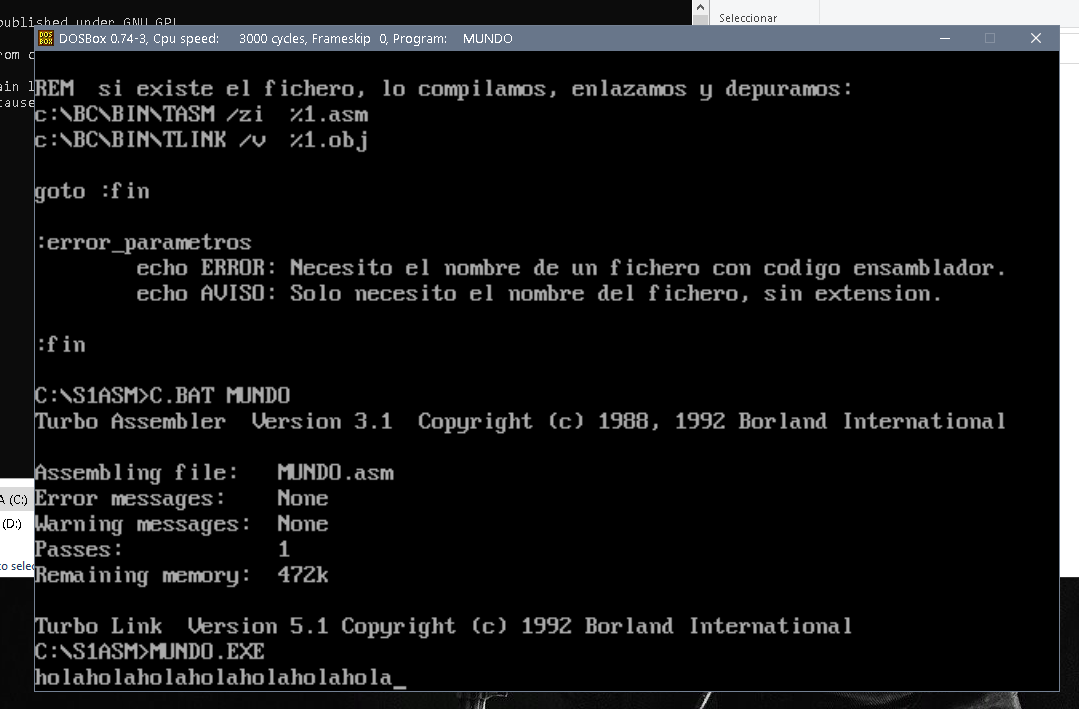 published under GNU GPL.
Seleccionar
DOSBox 0.74-3, Cpu speed: 3000 cycles, Frameskip 0, Program: MUNDO
REM  si existe el fichero, lo compilamos, enlazamos y depuramos:
c:\BC\BIN\TASM /zi  %1.asm
c:\BC\BIN\TLINK /v  %1.obj
goto :fin
:error_parametros
echo ERROR: Necesito el nombre de un fichero con codigo ensamblador.
echo AVISO: Solo necesito el nombre del fichero, sin extension.
:fin
C:\S1ASM>C.BAT MUNDO
Turbo Assembler  Version 3.1  Copyright (c) 1988, 1992 Borland International
Assembling file:   MUNDO.asm
Error messages:    None
(C:)
(D:)
Warning messages:  None
Passes:            1
Remaining memory:  472k
Turbo Link  Version 5.1 Copyright (c) 1992 Borland International
C:\S1ASM>MUNDO.EXE
holaholaholaholaholaholahola_